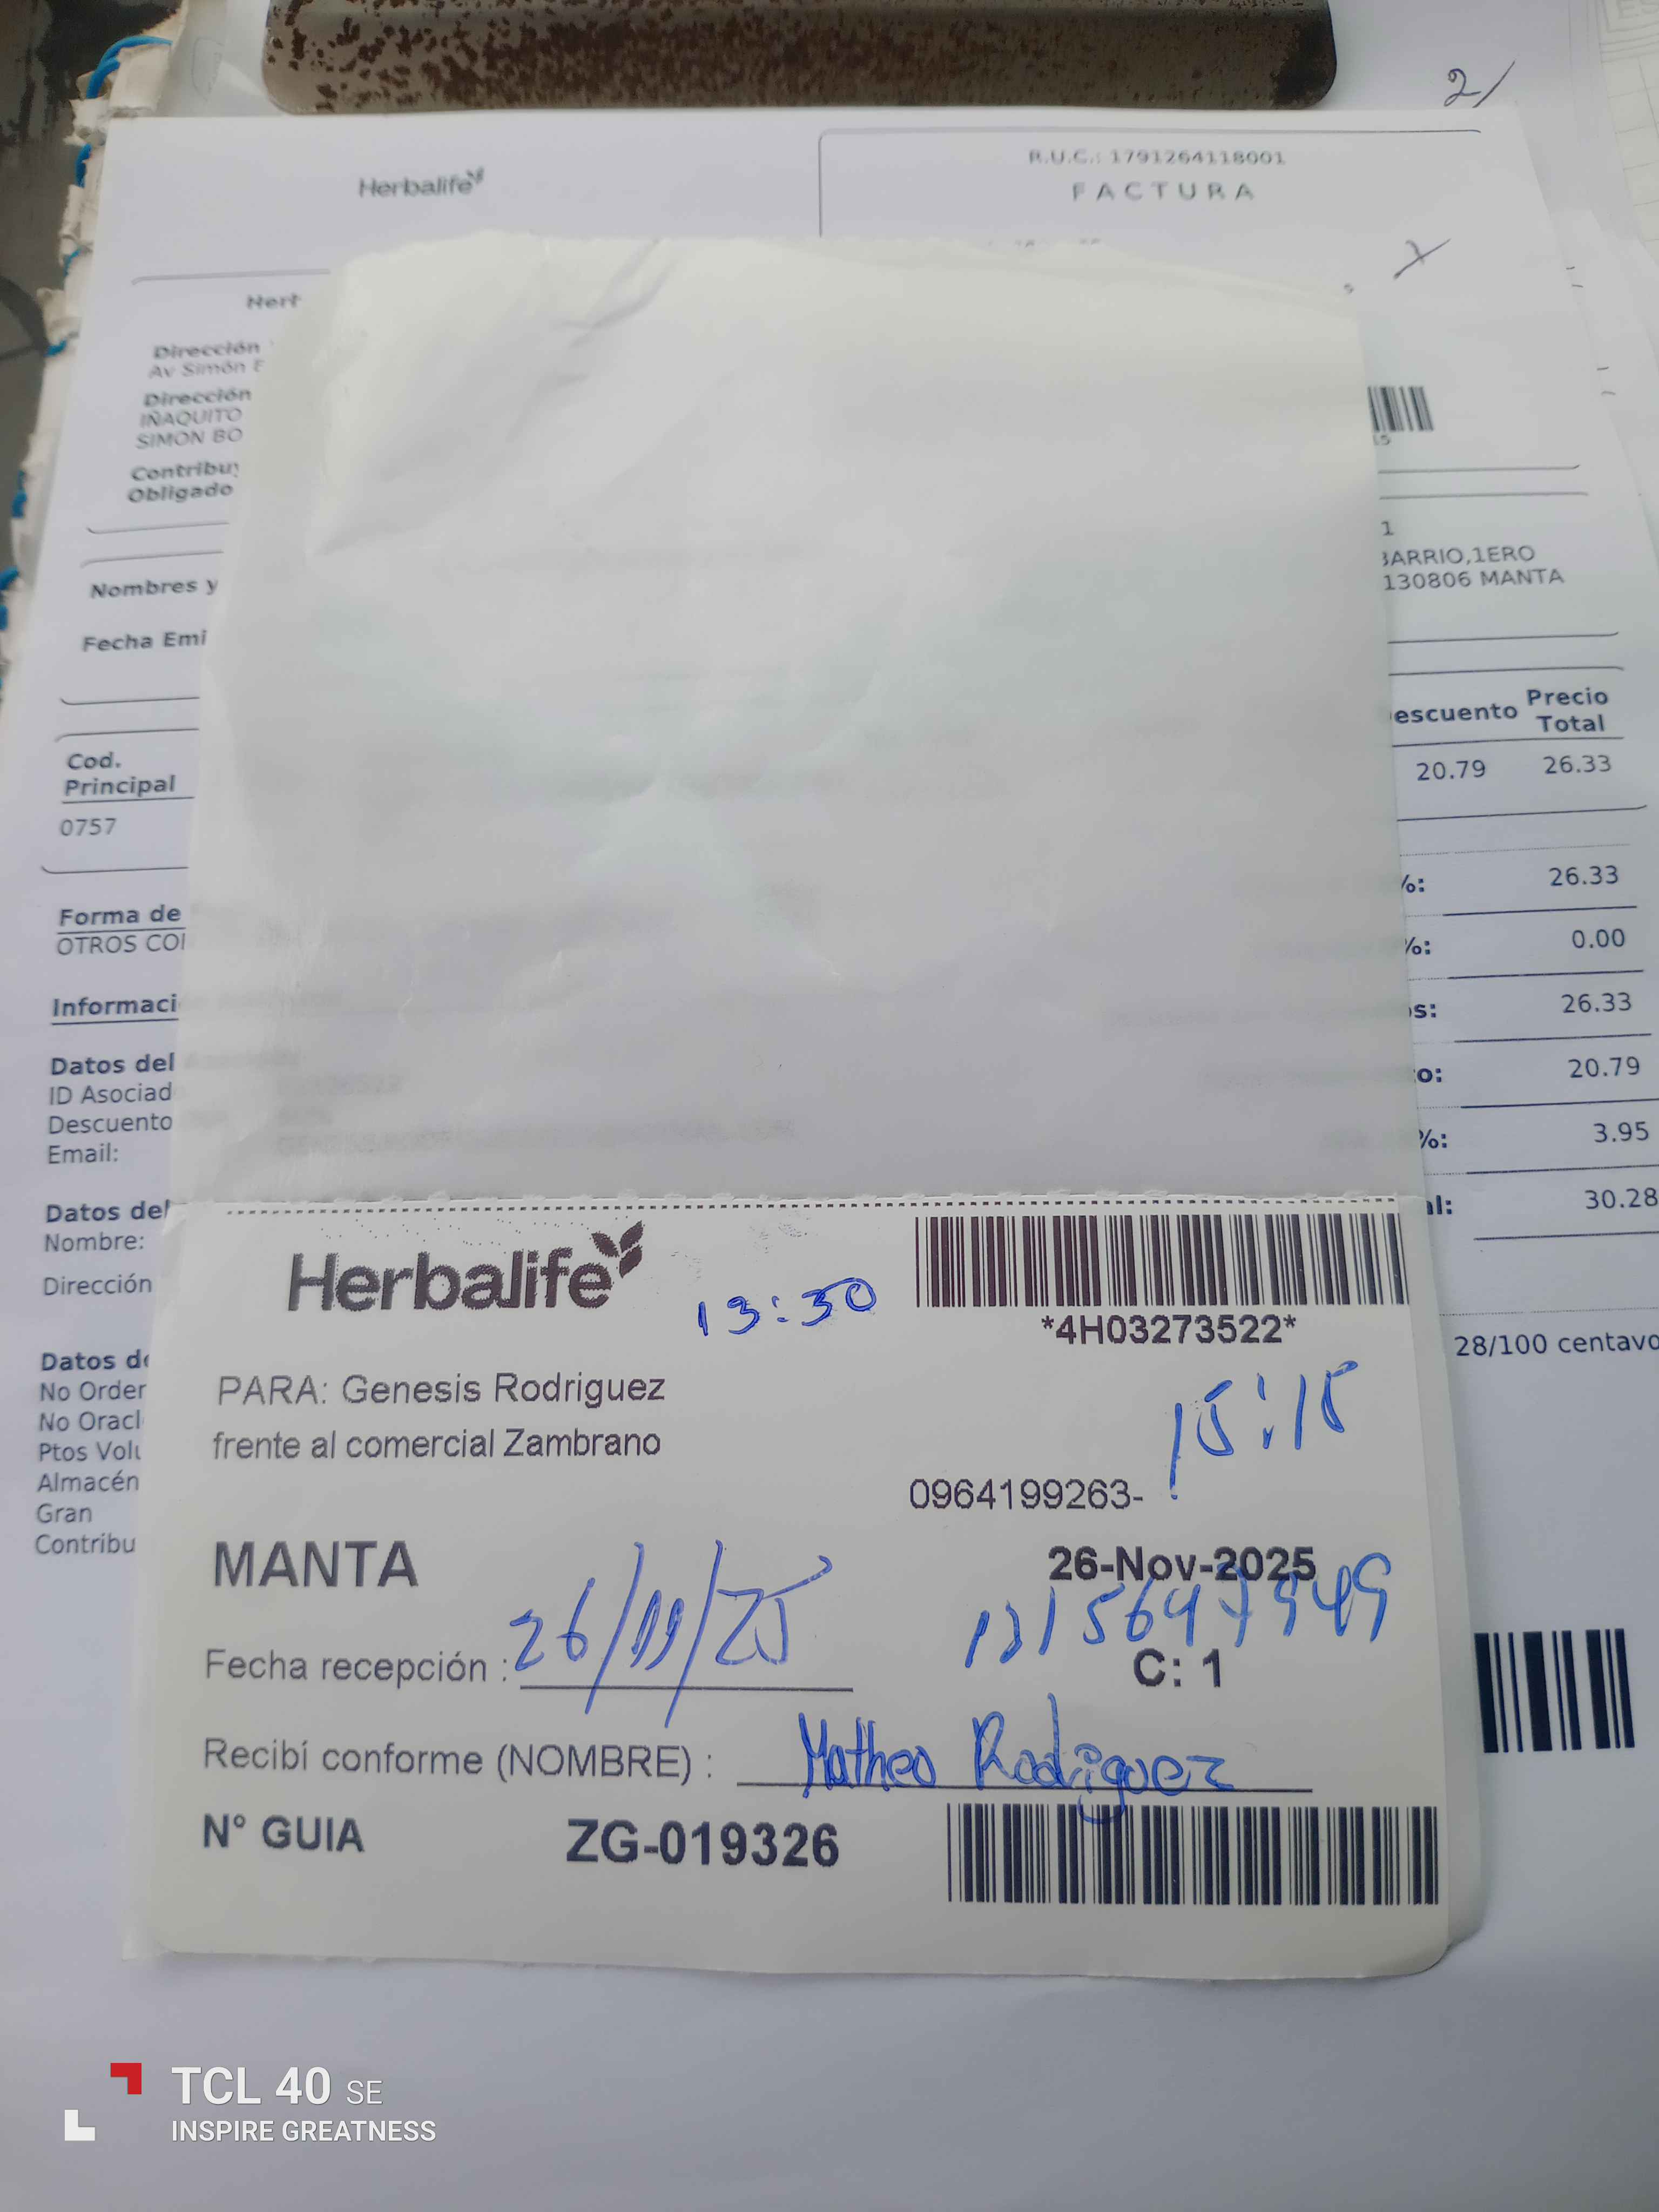 2/
Herbalife
R.U.C.: 1791264118001
FACTURA
Dirección
Av Simón
Dirección
IÑAQUITO
SIMON BO
Obligado
1
BARRIO,1ERO
130806 MANTA
Nombres y
Fecha Emi
escuento Precio
Total
Cod.
Principal
20.79 26.33
0757
%: 26.33
Forma de
OTROS CO
%: 0.00
Informaci
s: 26.33
Datos del
ID Asociad
Descuento
Email:
o: 20.79
%: 3.95
Datos del
Nombre:
Dirección
al: 30.28
Herbalife
13:50
*4H03273522*
28/100 centavo
No Orden
No Oracl
Ptos Volu
Almacén
Gran
Contribu
PARA: Genesis Rodriguez
frente al comercial Zambrano
15:15
0964199263-
MANTA
26-Nov-2025
Fecha recepción : 26/11/25
C: 1
Recibí conforme (NOMBRE) : Matheo Rodriguez
N° GUIA ZG-019326
TCL 40 SE
INSPIRE GREATNESS